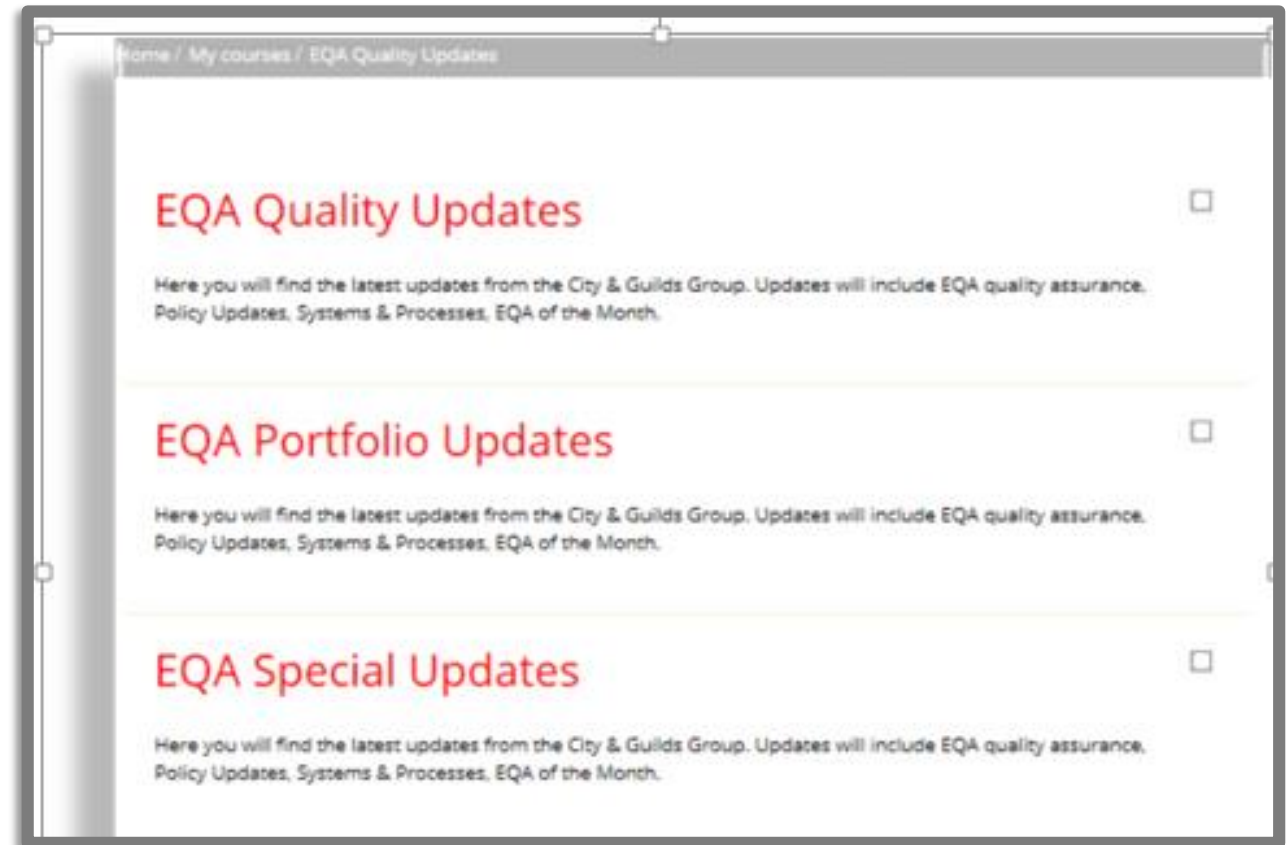 Home / My courses / EQA Quality Updates
EQA Quality Updates
Here you will find the latest updates from the City & Guilds Group. Updates will include EQA quality assurance,
Policy Updates, Systems & Processes, EQA of the Month.
EQA Portfolio Updates
Here you will find the latest updates from the City & Guilds Group. Updates will include EQA quality assurance,
Policy Updates, Systems & Processes, EQA of the Month.
EQA Special Updates
Here you will find the latest updates from the City & Guilds Group. Updates will include EQA quality assurance,
Policy Updates, Systems & Processes, EQA of the Month.